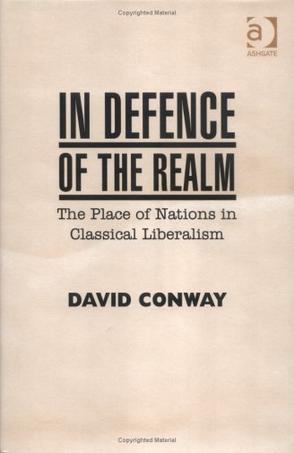 Copyrighted Material
a
ASHGATE
IN DEFENCE
OF THE REALM
The Place of Nations in
Classical Liberalism
DAVID CONWAY
Copyrighted Material